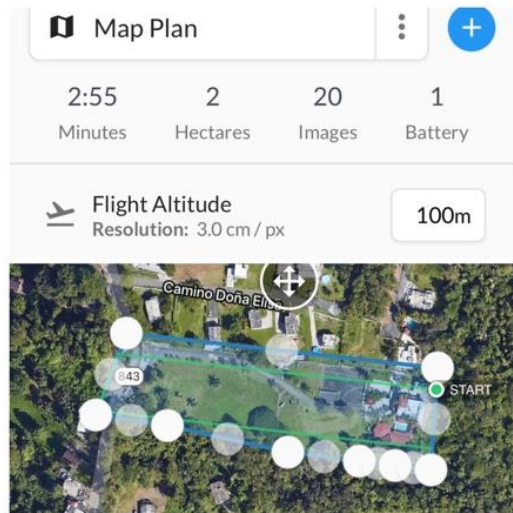 Map Plan
2:55 2 20 1
Minutes Hectares Images Battery
Flight Altitude
Resolution: 3.0 cm / px
100m
Camino Doña Elisa
843
START